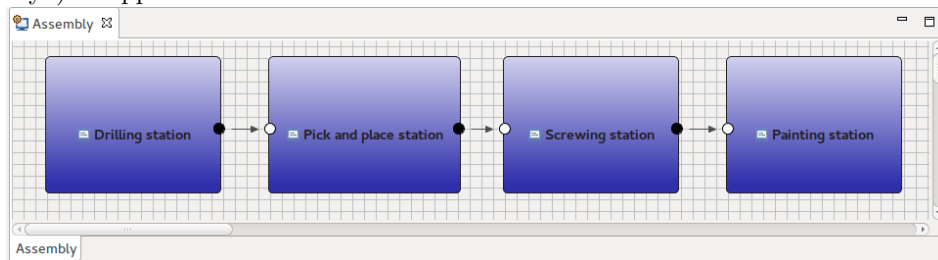 Assembly
Drilling station
Pick and place station
Screwing station
Painting station
Assembly